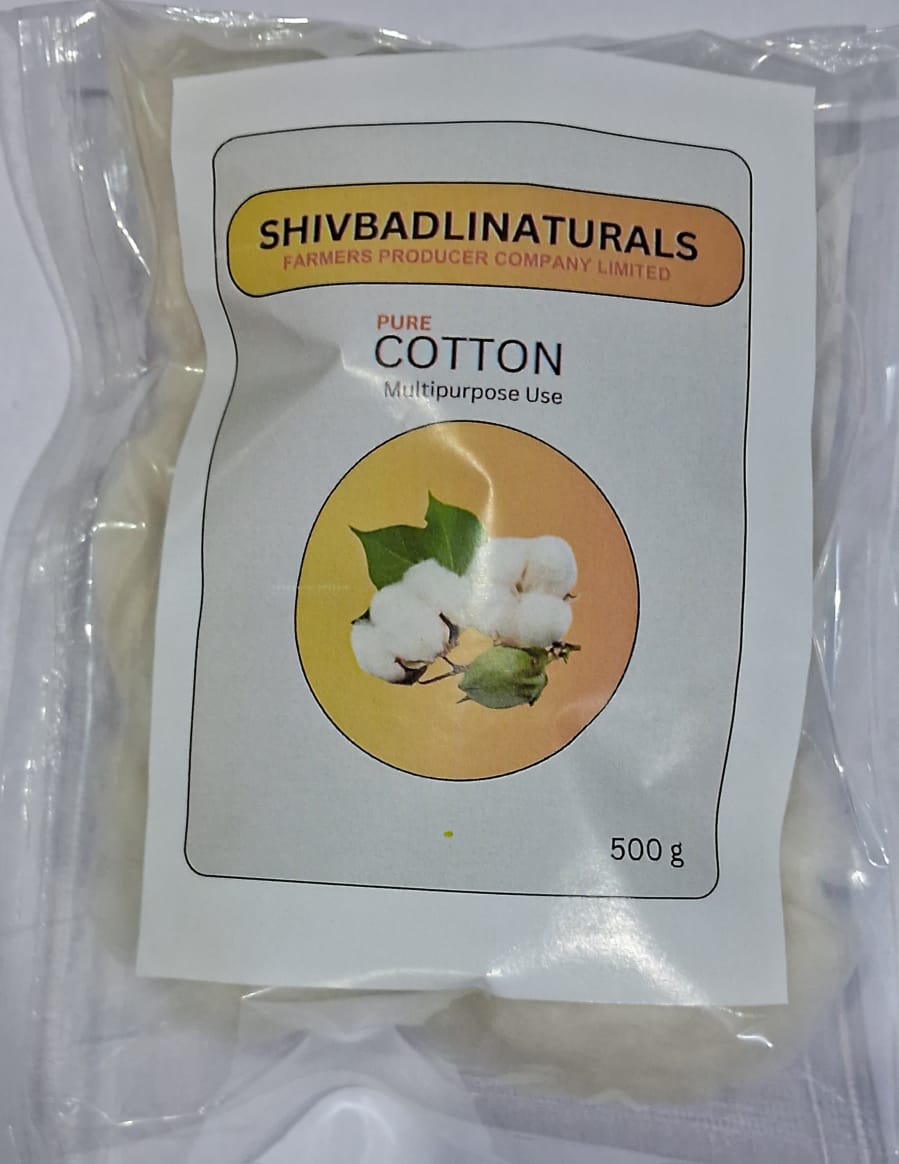 SHIVBADLINATURALS
FARMERS PRODUCER COMPANY LIMITED
PURE
COTTON
Multipurpose Use
500 g